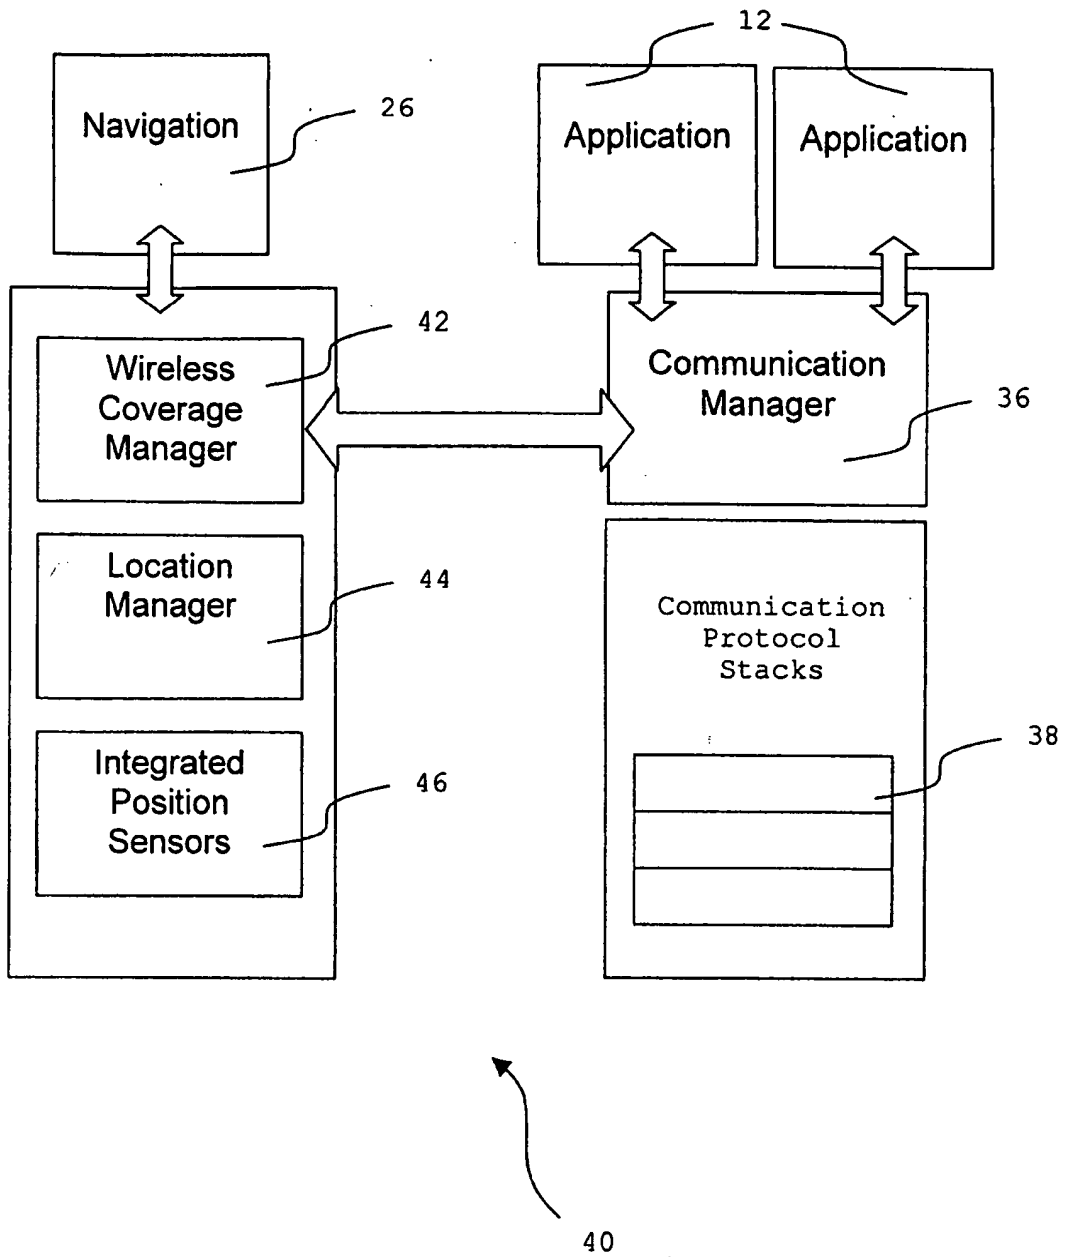 12
Navigation
26
Application
Application
42
Wireless
Coverage
Manager
Communication
Manager
36
Location
Manager
44
Communication
Protocol
Stacks
Integrated
Position
Sensors
46
38
40